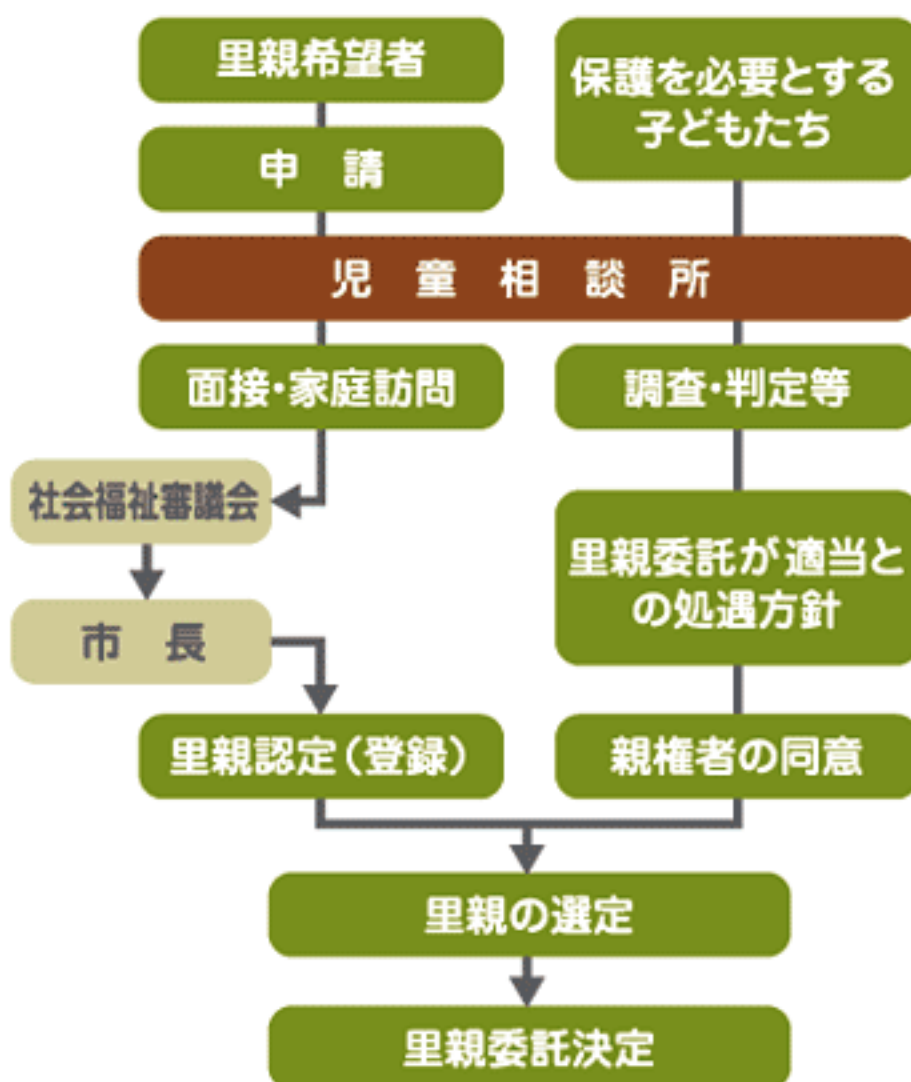 里親希望者
保護を必要とする
子どもたち
申　請
児　童　相　談　所
面接・家庭訪問
調査・判定等
社会福祉審議会
里親委託が適当と
の処遇方針
市　長
里親認定（登録）
親権者の同意
里親の選定
里親委託決定